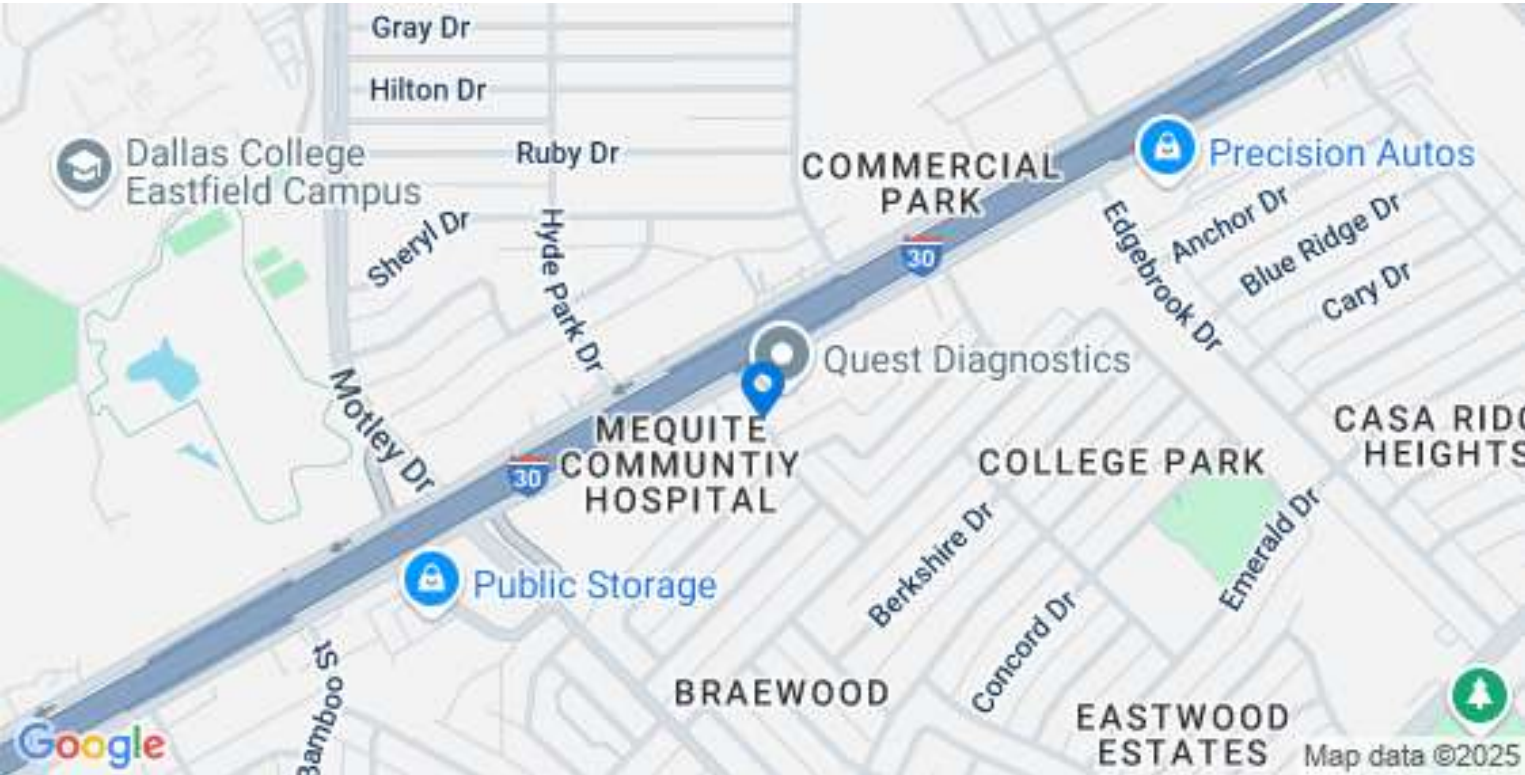 Gray Dr
Hilton Dr
Ruby Dr
Dallas College
Eastfield Campus
COMMERCIAL
PARK
Precision Autos
Sheryl Dr
Hyde Park Dr
30
Edgebrook Dr
Anchor Dr
Blue Ridge Dr
Cary Dr
Quest Diagnostics
Motley Dr
MEQUITE
COMMUNTIY
HOSPITAL
30
COLLEGE PARK
CASA RIDG
HEIGHTS
Public Storage
Berkshire Dr
Emerald Dr
Concord Dr
Bamboo St
BRAEWOOD
EASTWOOD
ESTATES
Google
Map data ©2025